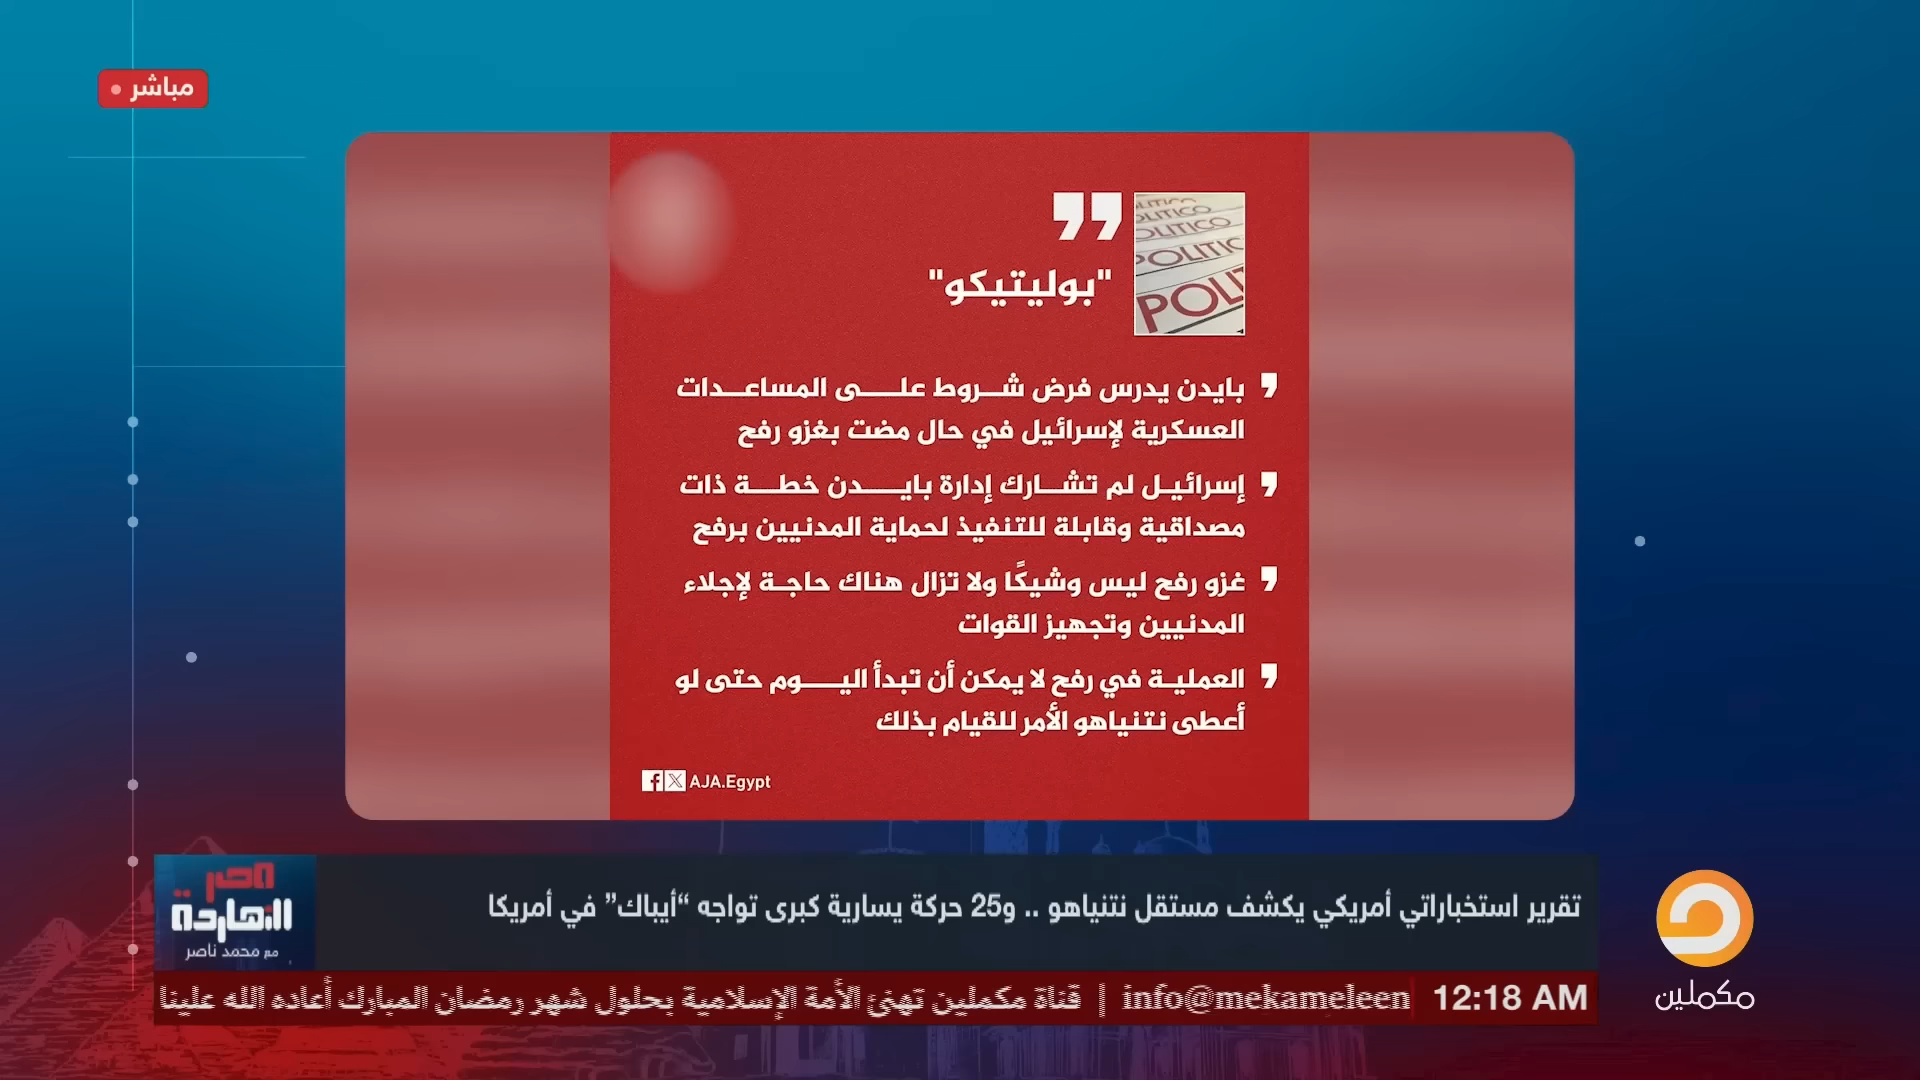 مباشر
POLITICO
POLITICO
POLITIC
POLIT
"بوليتيكو"
بايدن يدرس فرض شروط على المساعدات
العسكرية لإسرائيل في حال مضت بغزو رفح
إسرائيل لم تشارك إدارة بايدن خطة ذات
مصداقية وقابلة للتنفيذ لحماية المدنيين برفح
غزو رفح ليس وشيكًا ولا تزال هناك حاجة لإجلاء
المدنيين وتجهيز القوات
العملية في رفح لا يمكن أن تبدأ اليوم حتى لو
أعطى نتنياهو الأمر للقيام بذلك
AJA.Egypt
تقرير استخباراتي أمريكي يكشف مستقل نتنياهو .. و25 حركة يسارية كبرى تواجه “أيباك” في أمريكا
مصر
النهاردة
مع محمد ناصر
12:18 AM
info@mekameleen | قناة مكملين تهنئ الأمة الإسلامية بحلول شهر رمضان المبارك أعاده الله علينا
مكملين